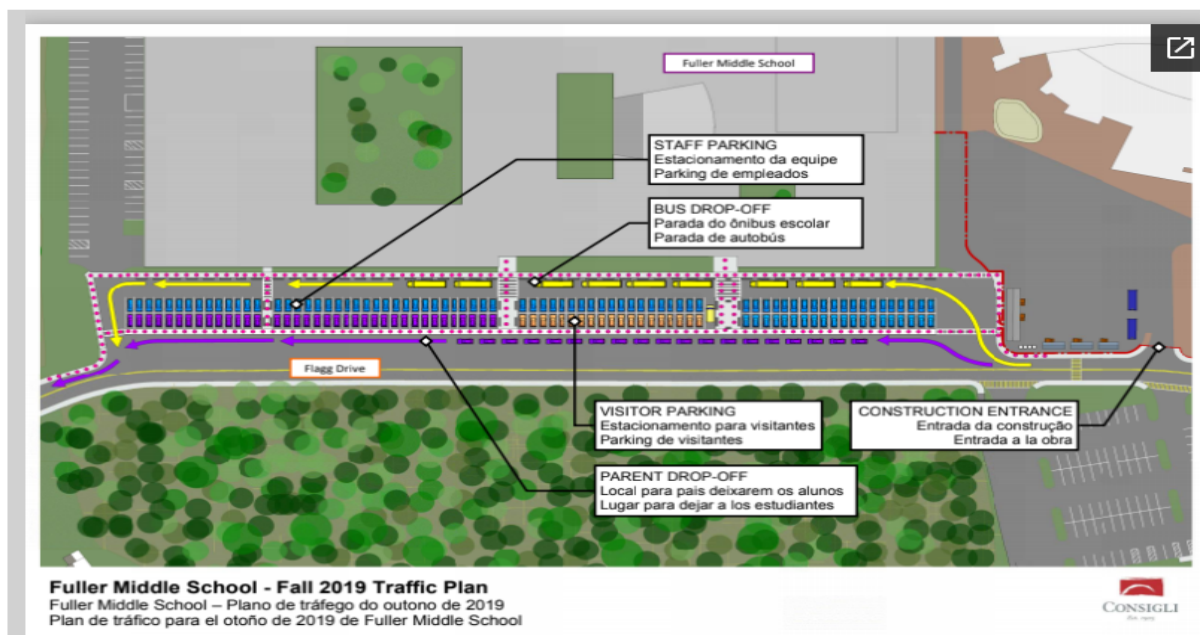 Fuller Middle School
STAFF PARKING
Estacionamento da equipe
Parking de empleados
BUS DROP-OFF
Parada do ônibus escolar
Parada de autobús
Flagg Drive
VISITOR PARKING
Estacionamento para visitantes
Parking de visitantes
CONSTRUCTION ENTRANCE
Entrada da construção
Entrada a la obra
PARENT DROP-OFF
Local para pais deixarem os alunos
Lugar para dejar a los estudiantes
Fuller Middle School - Fall 2019 Traffic Plan
Fuller Middle School – Plano de tráfego do outono de 2019
Plan de tráfico para el otoño de 2019 de Fuller Middle School
CONSIGLI